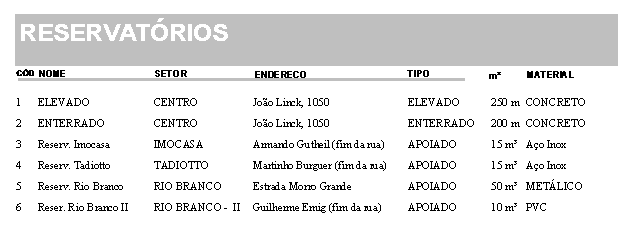 RESERVATÓRIOS
CÓD NOME SETOR ENDERECO TIPO m³ MATERIAL
1 ELEVADO CENTRO João Linck, 1050 ELEVADO 250 m CONCRETO
2 ENTERRADO CENTRO João Linck, 1050 ENTERRADO 200 m CONCRETO
3 Reserv. Imocasa IMOCASA Armando Gutheil (fim da rua) APOIADO 15 m³ Aço Inox
4 Reserv. Tadiotto TADIOTTO Martinho Burguer (fim da rua) APOIADO 15 m³ Aço Inox
5 Reserv. Rio Branco RIO BRANCO Estrada Morro Grande APOIADO 50 m³ METÁLICO
6 Reser. Rio Branco II RIO BRANCO - II Guilherme Emig (fim da rua) APOIADO 10 m³ PVC